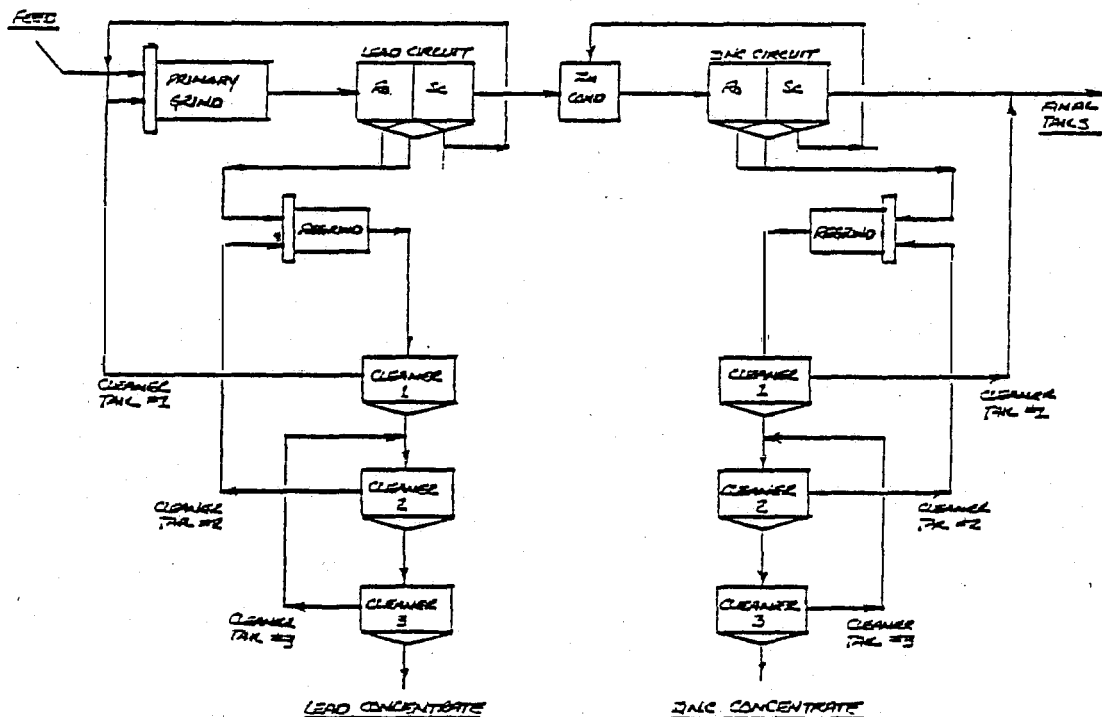 FEED
LEAD CIRCUIT
ZINC CIRCUIT
PRIMARY
GRIND
RO.
SC
ZN
COND
RO
SC
FINAL
TAILS
REGRIND
REGRIND
CLEANER
1
CLEANER
TAIL #1
CLEANER
1
CLEANER
TAIL #1
CLEANER
2
CLEANER
TAIL #2
CLEANER
2
CLEANER
TAIL #2
CLEANER
3
CLEANER
TAIL #3
CLEANER
3
CLEANER
TAIL #3
LEAD CONCENTRATE
ZINC CONCENTRATE